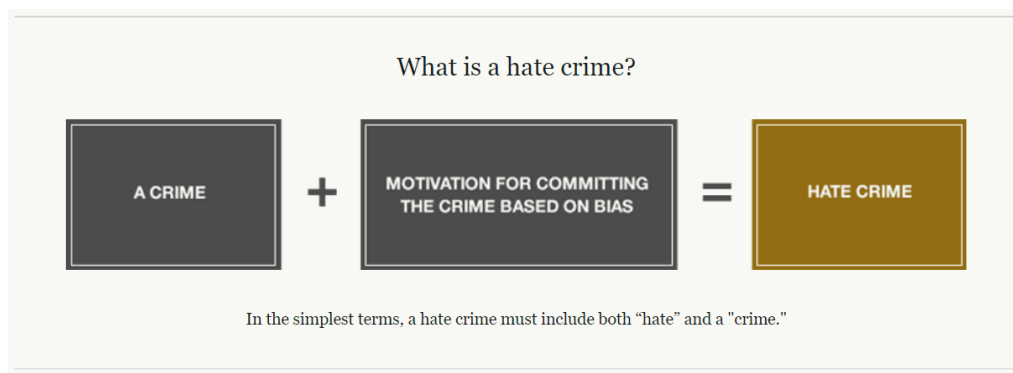 What is a hate crime?
A CRIME
+
MOTIVATION FOR COMMITTING
THE CRIME BASED ON BIAS
=
HATE CRIME
In the simplest terms, a hate crime must include both “hate” and a "crime."